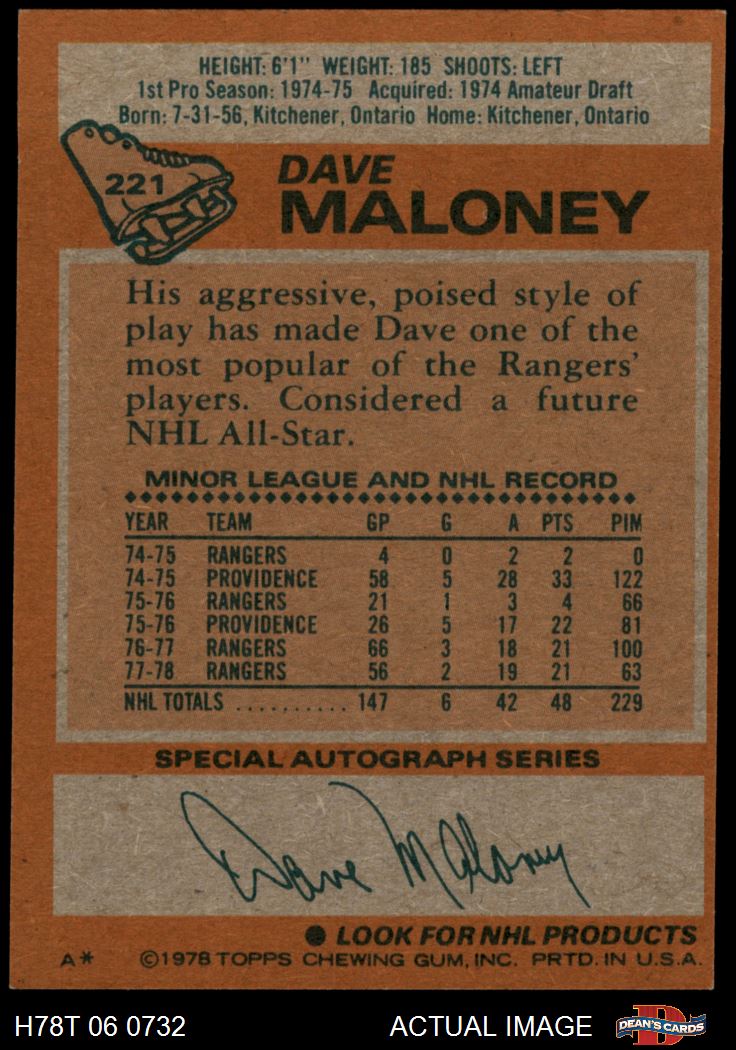 HEIGHT: 6'1" WEIGHT: 185 SHOOTS: LEFT
1st Pro Season: 1974-75 Acquired: 1974 Amateur Draft
Born: 7-31-56, Kitchener, Ontario Home: Kitchener, Ontario
221
DAVE
MALONEY
His aggressive, poised style of
play has made Dave one of the
most popular of the Rangers'
players. Considered a future
NHL All-Star.
MINOR LEAGUE AND NHL RECORD
YEAR TEAM GP G A PTS PIM
74-75 RANGERS 4 0 2 2 0
74-75 PROVIDENCE 58 5 28 33 122
75-76 RANGERS 21 1 3 4 66
75-76 PROVIDENCE 26 5 17 22 81
76-77 RANGERS 66 3 18 21 100
77-78 RANGERS 56 2 19 21 63
NHL TOTALS .......... 147 6 42 48 229
SPECIAL AUTOGRAPH SERIES
Dave Maloney
● LOOK FOR NHL PRODUCTS
A* ©1978 TOPPS CHEWING GUM, INC. PRTD. IN U.S.A.
H78T 06 0732 ACTUAL IMAGE D DEAN'S CARDS